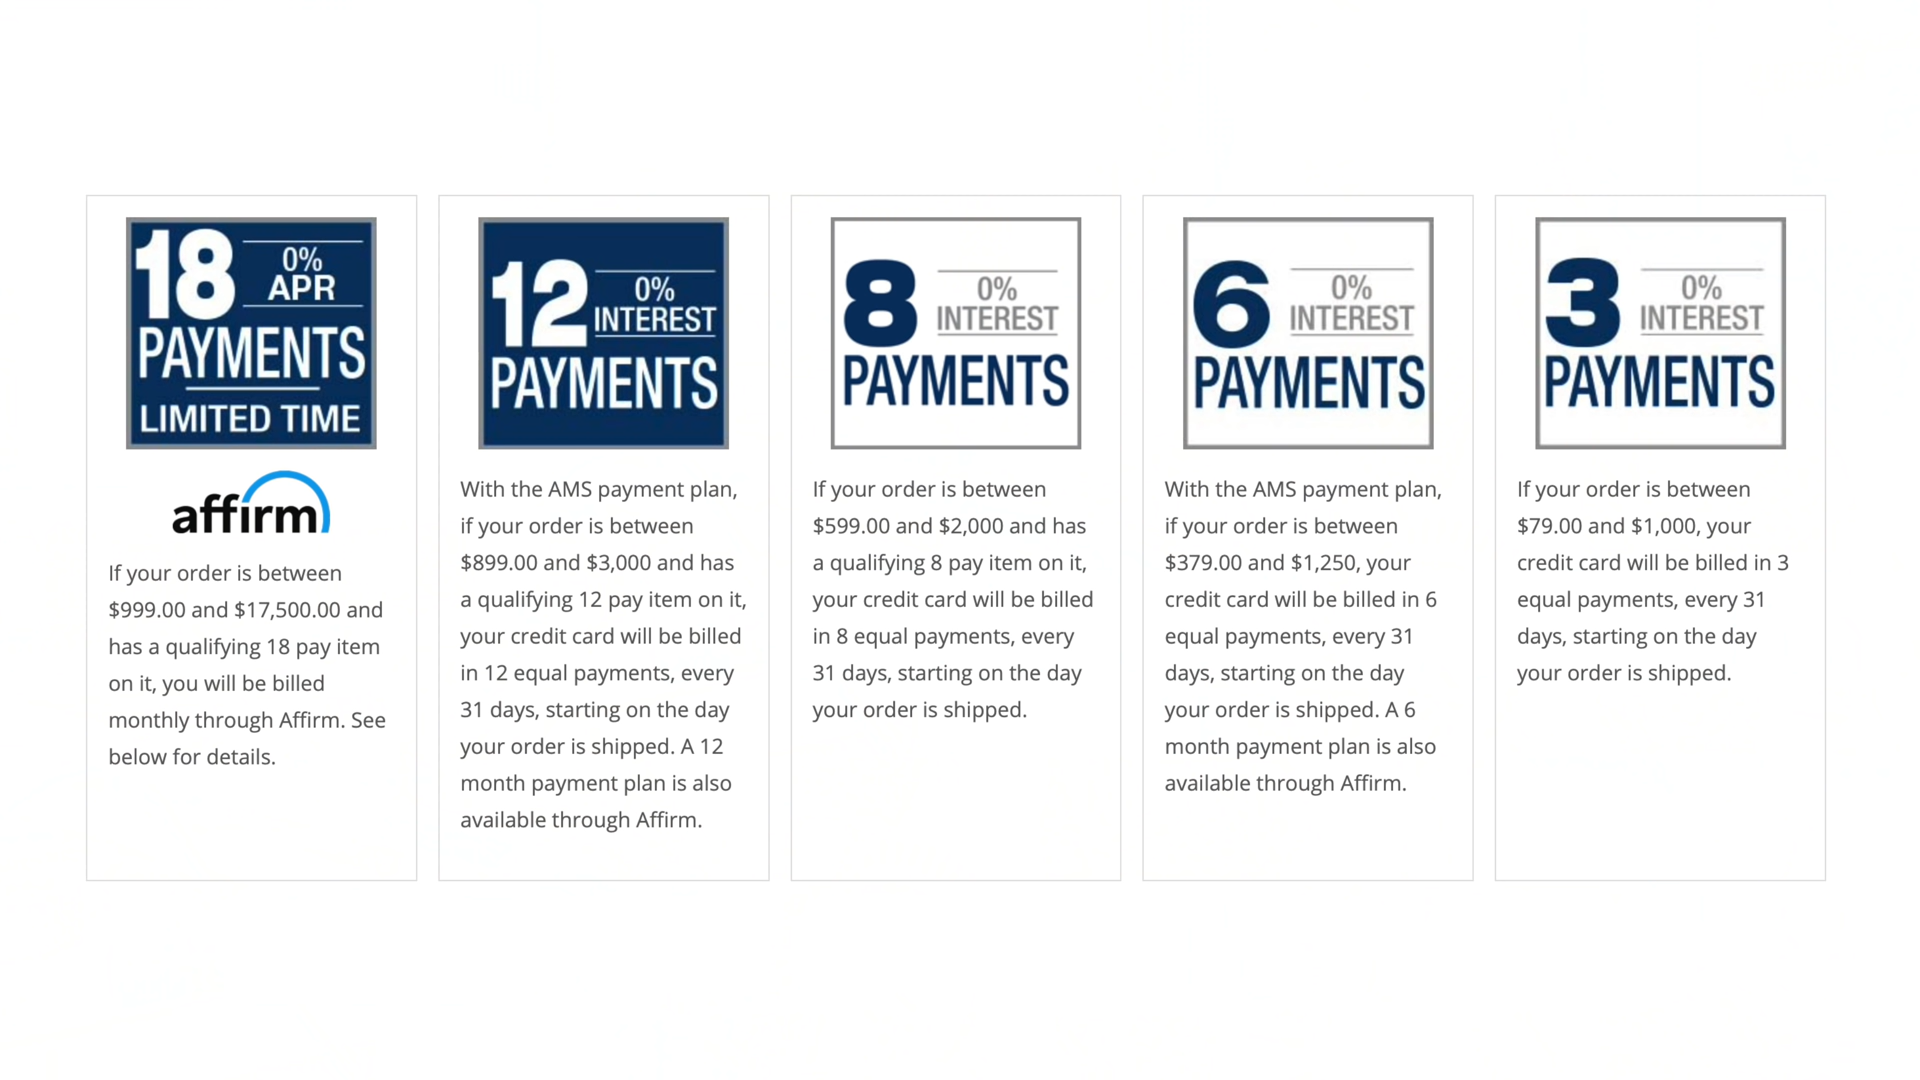 18
0%
APR
PAYMENTS
LIMITED TIME
affirm
If your order is between
$999.00 and $17,500.00 and
has a qualifying 18 pay item
on it, you will be billed
monthly through Affirm. See
below for details.
12
0%
INTEREST
PAYMENTS
With the AMS payment plan,
if your order is between
$899.00 and $3,000 and has
a qualifying 12 pay item on it,
your credit card will be billed
in 12 equal payments, every
31 days, starting on the day
your order is shipped. A 12
month payment plan is also
available through Affirm.
8
0%
INTEREST
PAYMENTS
If your order is between
$599.00 and $2,000 and has
a qualifying 8 pay item on it,
your credit card will be billed
in 8 equal payments, every
31 days, starting on the day
your order is shipped.
6
0%
INTEREST
PAYMENTS
With the AMS payment plan,
if your order is between
$379.00 and $1,250, your
credit card will be billed in 6
equal payments, every 31
days, starting on the day
your order is shipped. A 6
month payment plan is also
available through Affirm.
3
0%
INTEREST
PAYMENTS
If your order is between
$79.00 and $1,000, your
credit card will be billed in 3
equal payments, every 31
days, starting on the day
your order is shipped.